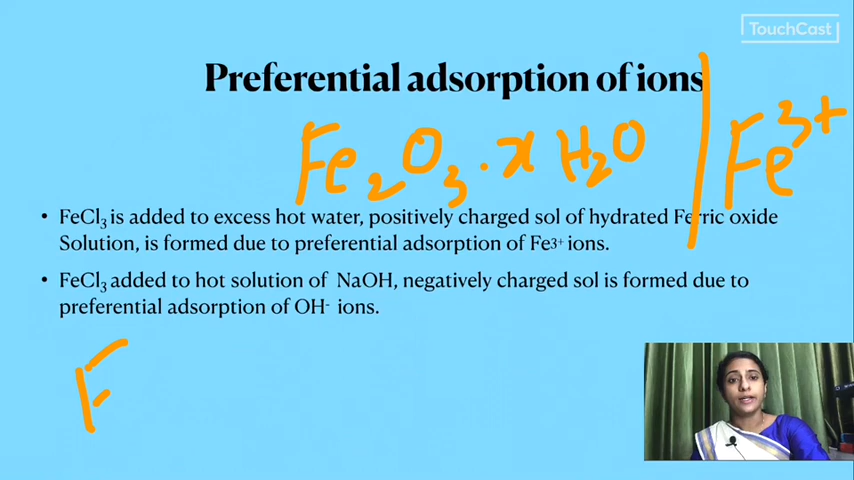 TouchCast
Preferential adsorption of ions
Fe₂O₃·xH₂O | Fe³⁺
• FeCl₃ is added to excess hot water, positively charged sol of hydrated Ferric oxide
Solution, is formed due to preferential adsorption of Fe³⁺ ions.
• FeCl₃ added to hot solution of NaOH, negatively charged sol is formed due to
preferential adsorption of OH⁻ ions.
F